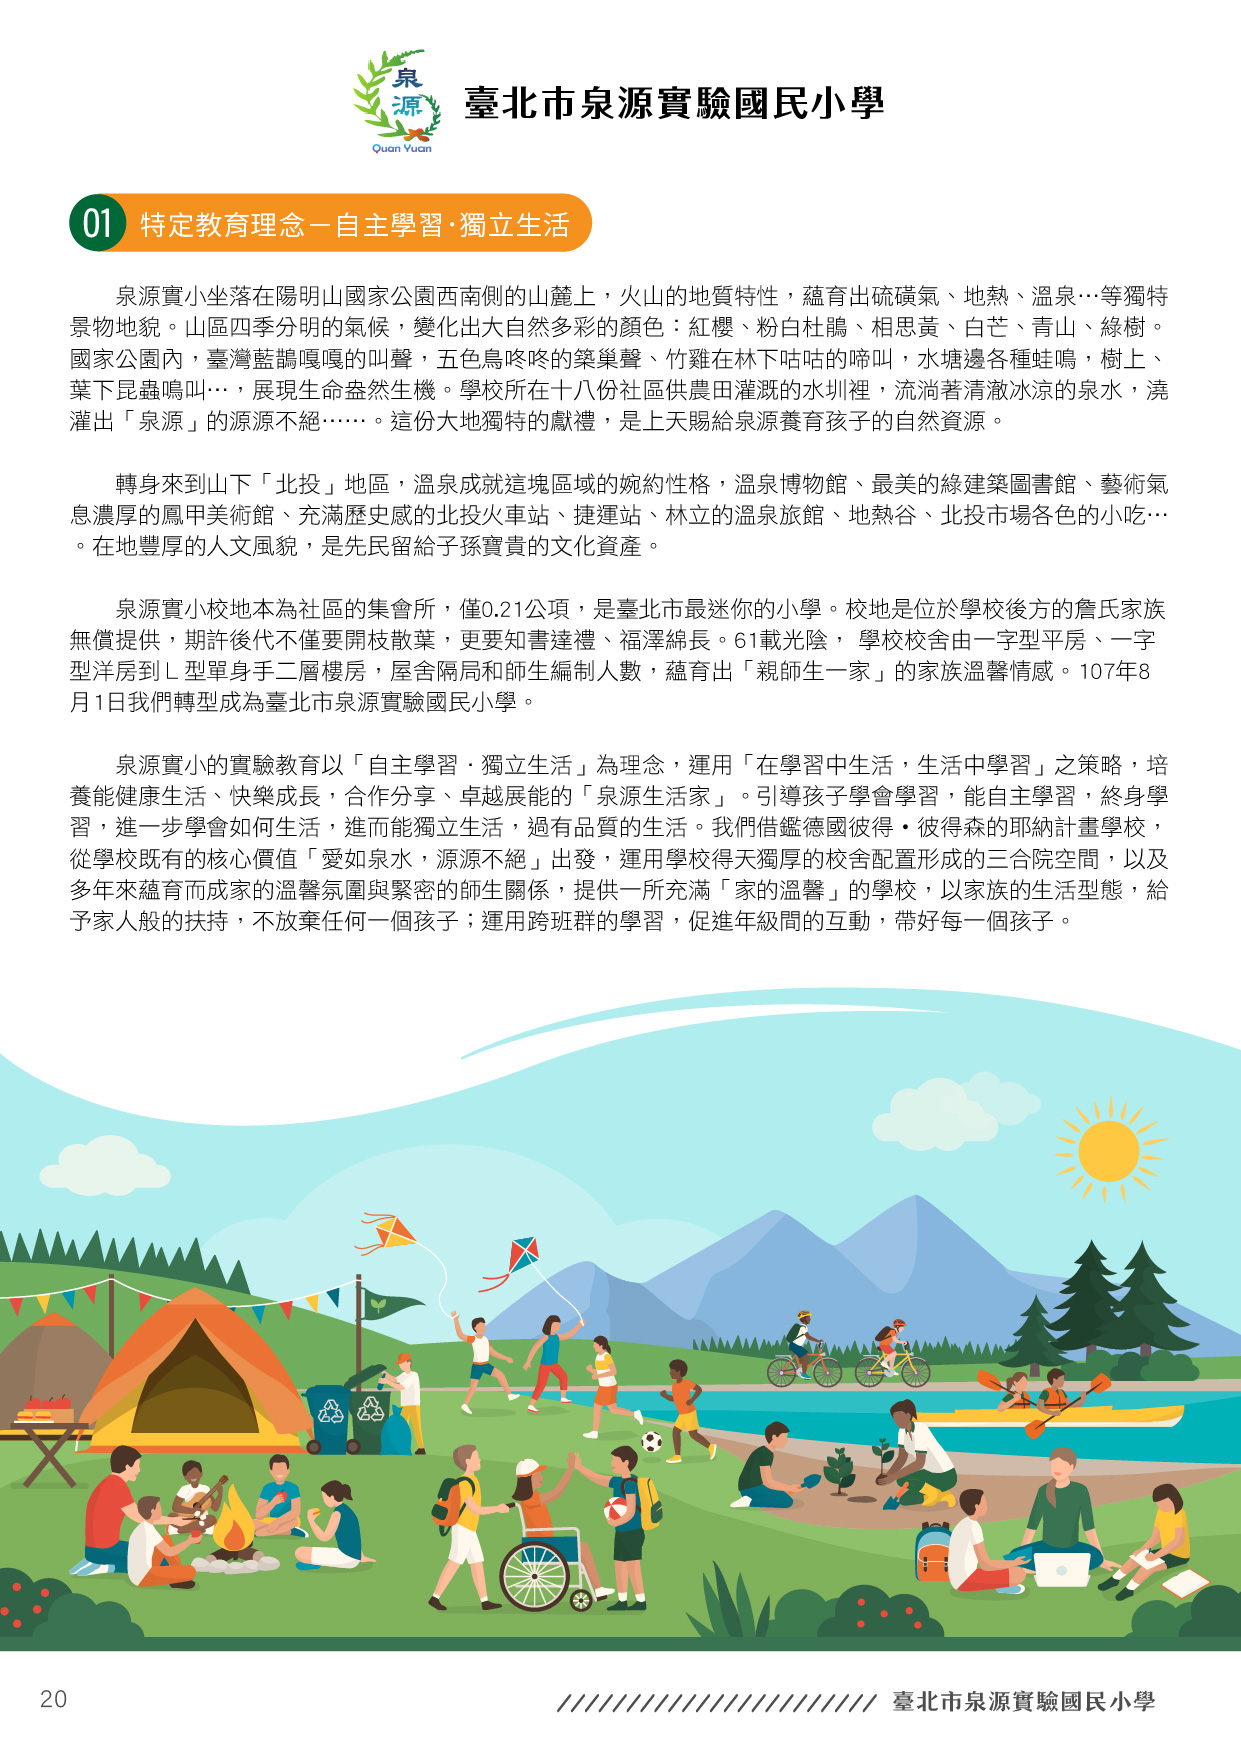 泉源
Quan Yuan
臺北市泉源實驗國民小學
01 特定教育理念－自主學習·獨立生活
泉源實小坐落在陽明山國家公園西南側的山麓上，火山的地質特性，蘊育出硫磺氣、地熱、溫泉…等獨特
景物地貌。山區四季分明的氣候，變化出大自然多彩的顏色：紅櫻、粉白杜鵑、相思黃、白芒、青山、綠樹。
國家公園內，臺灣藍鵲嘎嘎的叫聲，五色鳥咚咚的築巢聲、竹雞在林下咕咕的啼叫，水塘邊各種蛙鳴，樹上、
葉下昆蟲鳴叫…，展現生命盎然生機。學校所在十八份社區供農田灌溉的水圳裡，流淌著清澈冰涼的泉水，澆
灌出「泉源」的源源不絕……。這份大地獨特的獻禮，是上天賜給泉源養育孩子的自然資源。
轉身來到山下「北投」地區，溫泉成就這塊區域的婉約性格，溫泉博物館、最美的綠建築圖書館、藝術氣
息濃厚的鳳甲美術館、充滿歷史感的北投火車站、捷運站、林立的溫泉旅館、地熱谷、北投市場各色的小吃…
。在地豐厚的人文風貌，是先民留給子孫寶貴的文化資產。
泉源實小校地本為社區的集會所，僅0.21公項，是臺北市最迷你的小學。校地是位於學校後方的詹氏家族
無償提供，期許後代不僅要開枝散葉，更要知書達禮、福澤綿長。61載光陰， 學校校舍由一字型平房、一字
型洋房到Ｌ型單身手二層樓房，屋舍隔局和師生編制人數，蘊育出「親師生一家」的家族溫馨情感。107年8
月1日我們轉型成為臺北市泉源實驗國民小學。
泉源實小的實驗教育以「自主學習．獨立生活」為理念，運用「在學習中生活，生活中學習」之策略，培
養能健康生活、快樂成長，合作分享、卓越展能的「泉源生活家」。引導孩子學會學習，能自主學習，終身學
習，進一步學會如何生活，進而能獨立生活，過有品質的生活。我們借鑑德國彼得•彼得森的耶納計畫學校，
從學校既有的核心價值「愛如泉水，源源不絕」出發，運用學校得天獨厚的校舍配置形成的三合院空間，以及
多年來蘊育而成家的溫馨氛圍與緊密的師生關係，提供一所充滿「家的溫馨」的學校，以家族的生活型態，給
予家人般的扶持，不放棄任何一個孩子；運用跨班群的學習，促進年級間的互動，帶好每一個孩子。
20
臺北市泉源實驗國民小學